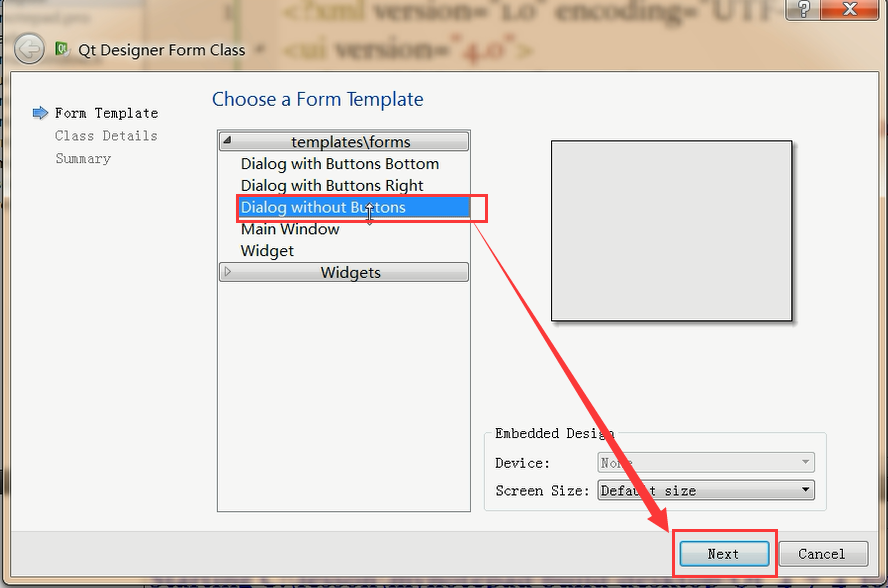 <?xml version="1.0" encoding="UTF-
<ui version="4.0">
Qt Designer Form Class
Form Template
Class Details
Summary
Choose a Form Template
templates\forms
Dialog with Buttons Bottom
Dialog with Buttons Right
Dialog without Buttons
Main Window
Widget
Widgets
Embedded Design
Device: None
Screen Size: Default size
Next
Cancel